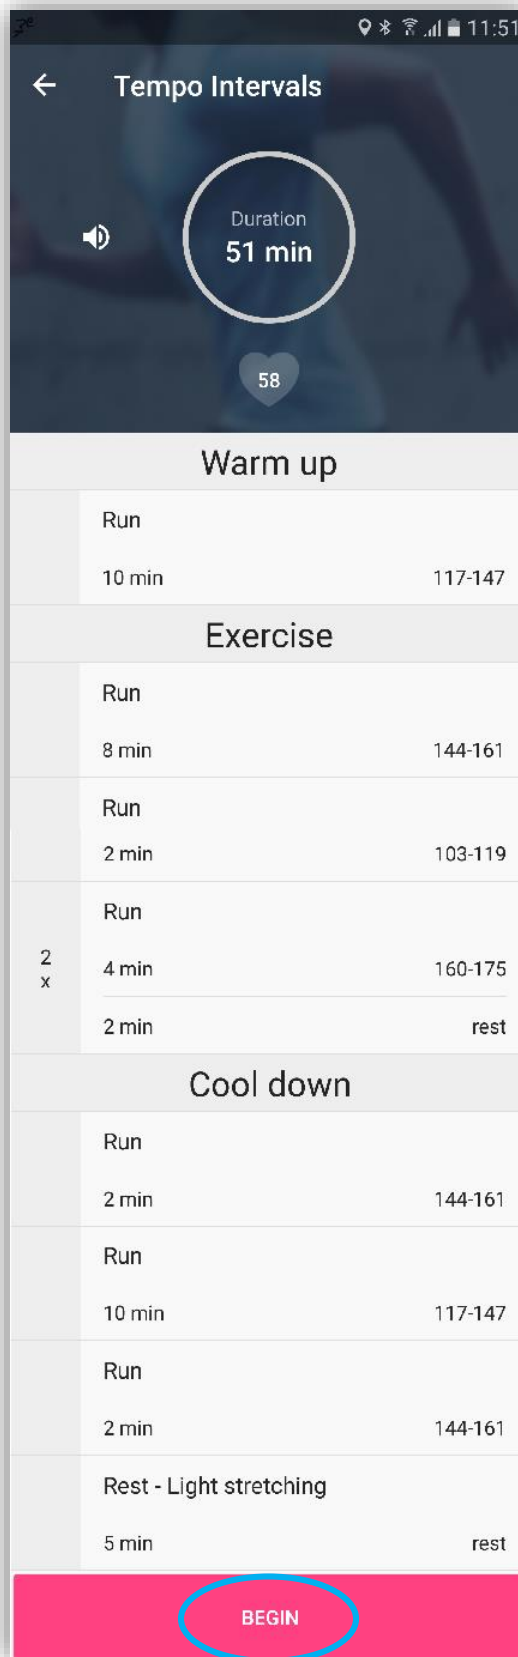 11:51
Tempo Intervals
Duration
51 min
58
Warm up
Run
10 min 117-147
Exercise
Run
8 min 144-161
Run
2 min 103-119
2 x
Run
4 min 160-175
2 min rest
Cool down
Run
2 min 144-161
Run
10 min 117-147
Run
2 min 144-161
Rest - Light stretching
5 min rest
BEGIN